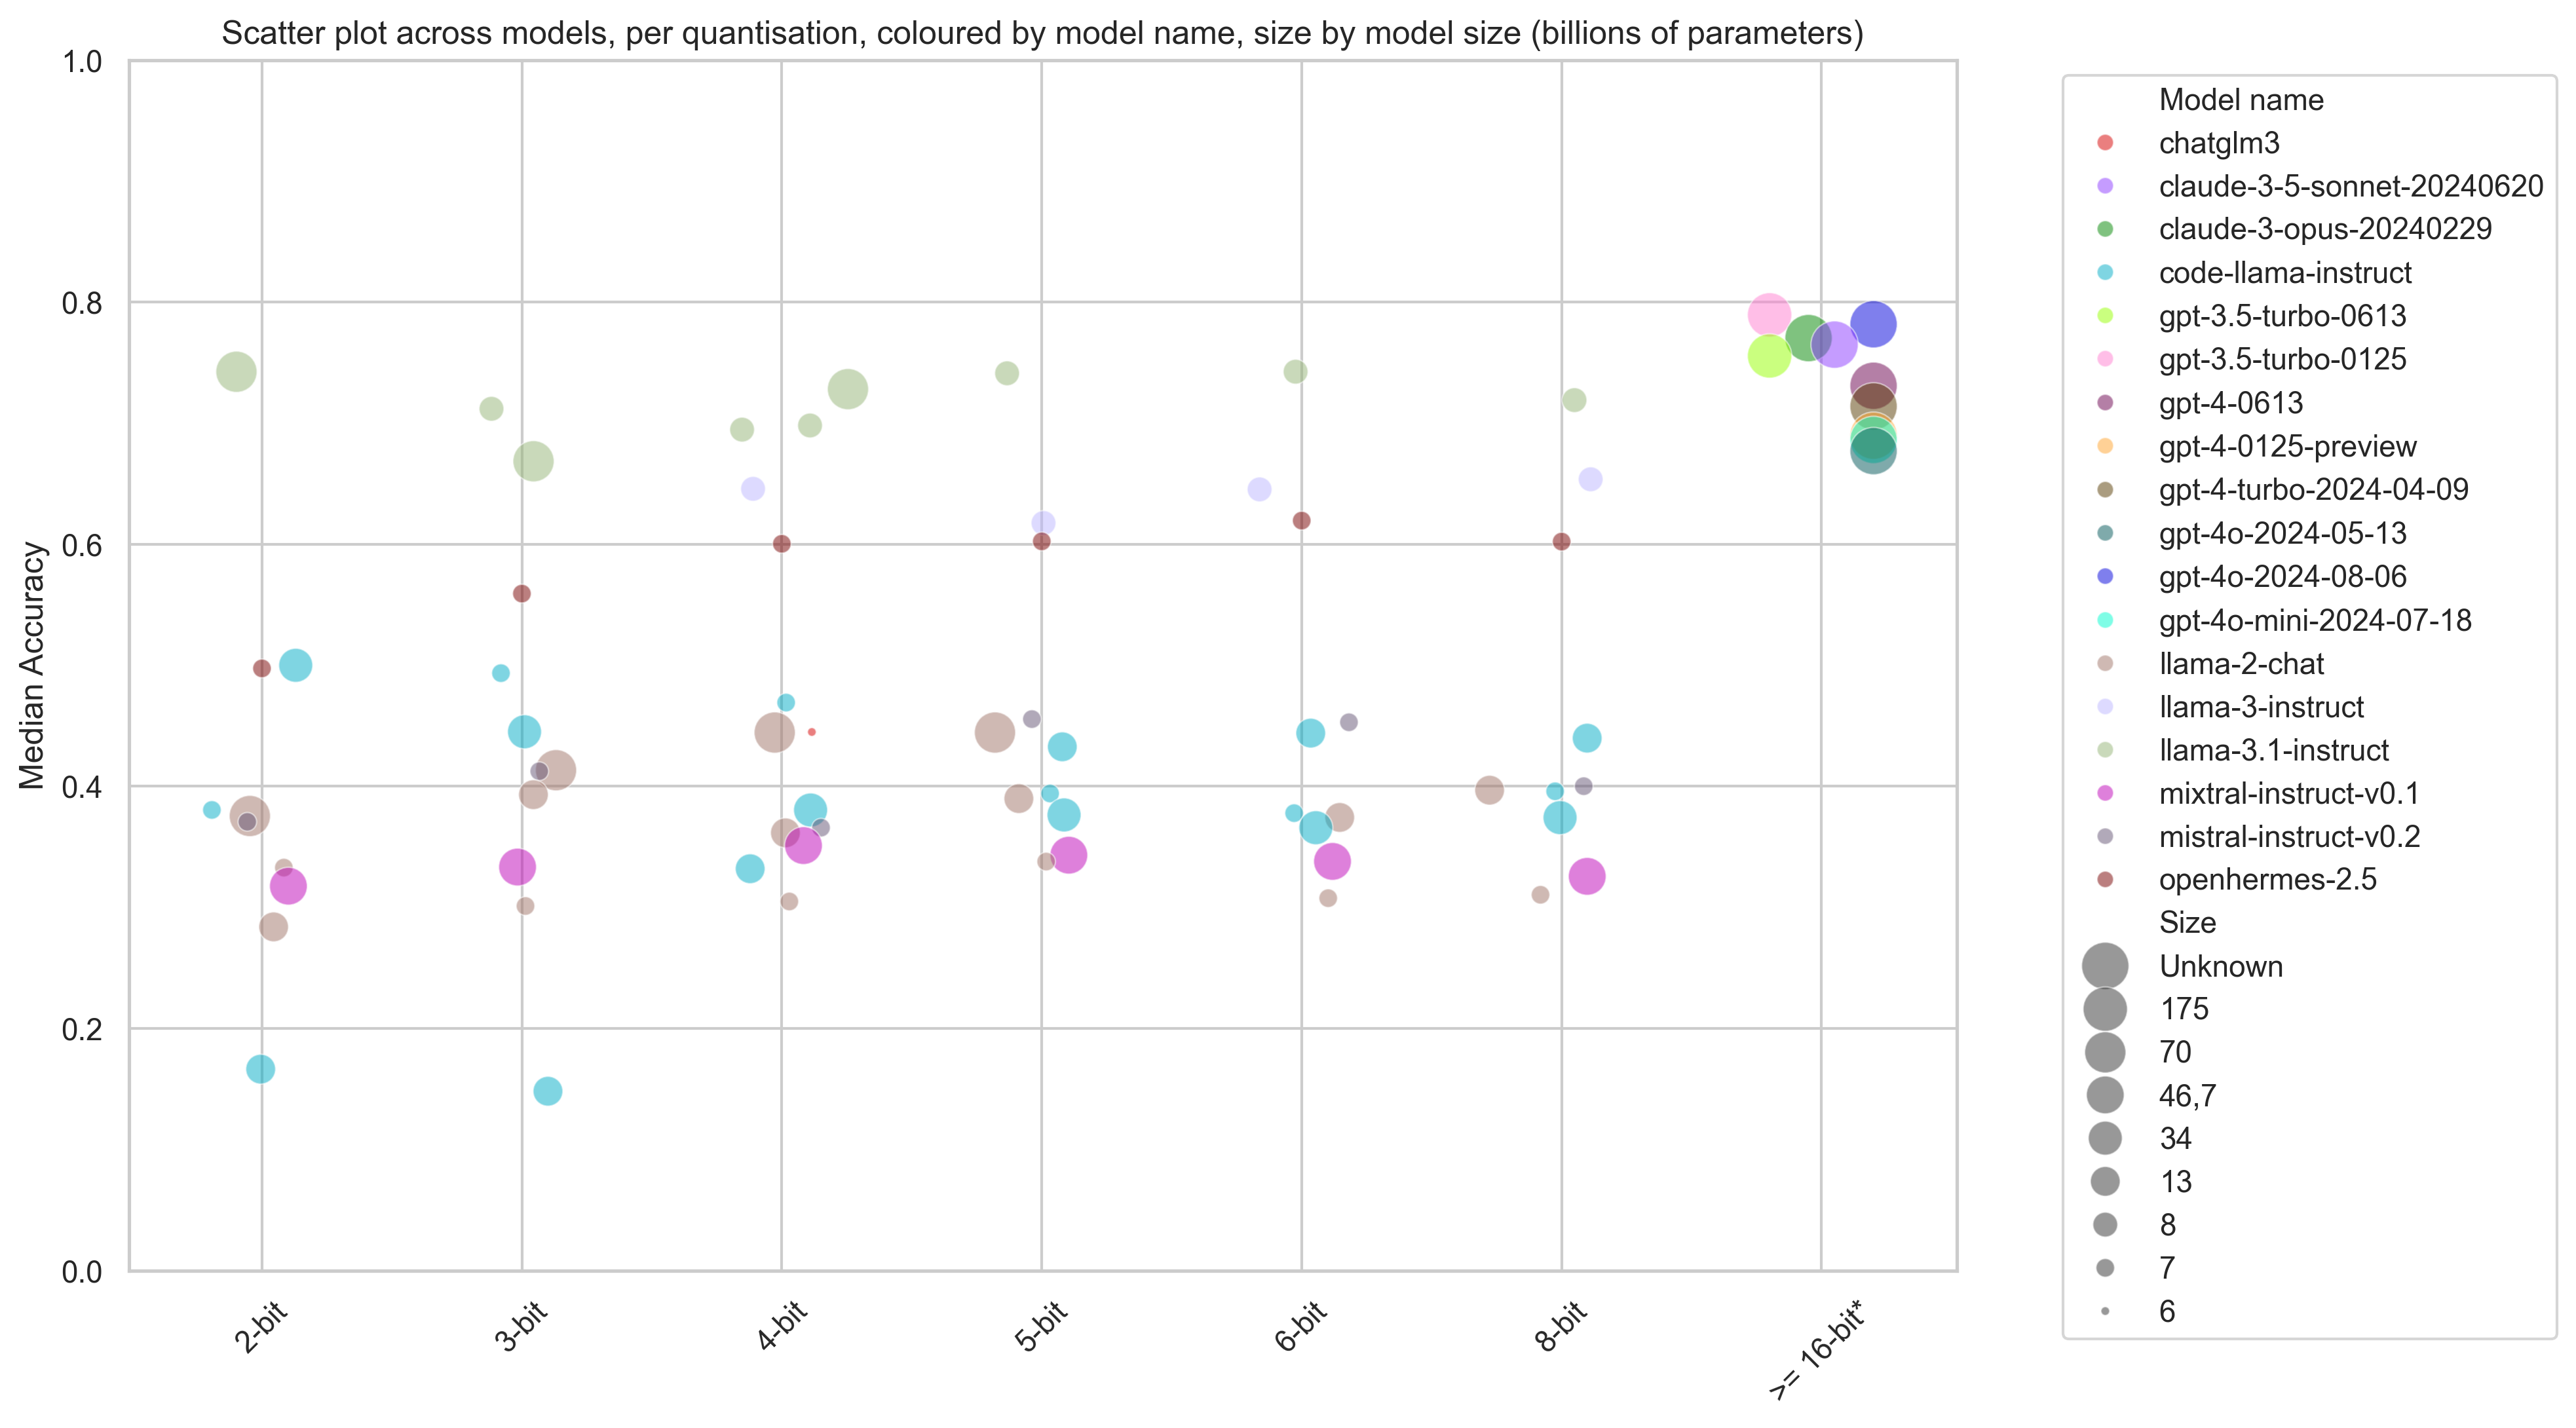 Scatter plot across models, per quantisation, coloured by model name, size by model size (billions of parameters)
Median Accuracy
1.0
0.8
0.6
0.4
0.2
0.0
2-bit
3-bit
4-bit
5-bit
6-bit
8-bit
>= 16-bit*
Model name
chatglm3
claude-3-5-sonnet-20240620
claude-3-opus-20240229
code-llama-instruct
gpt-3.5-turbo-0613
gpt-3.5-turbo-0125
gpt-4-0613
gpt-4-0125-preview
gpt-4-turbo-2024-04-09
gpt-4o-2024-05-13
gpt-4o-2024-08-06
gpt-4o-mini-2024-07-18
llama-2-chat
llama-3-instruct
llama-3.1-instruct
mixtral-instruct-v0.1
mistral-instruct-v0.2
openhermes-2.5
Size
Unknown
175
70
46,7
34
13
8
7
6